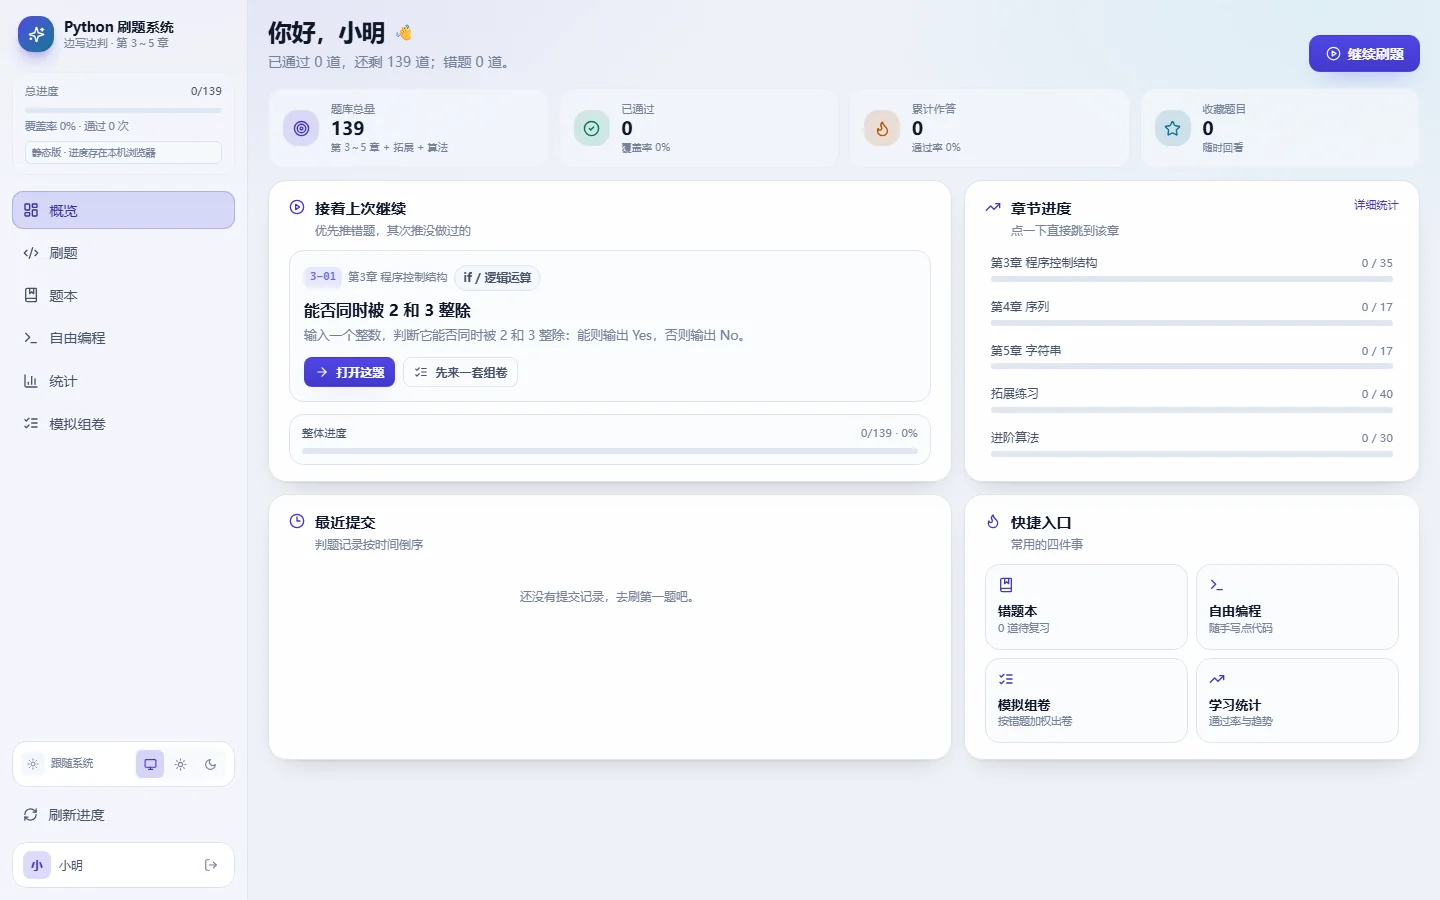 Python 刷题系统
边写边判 · 第 3 ~ 5 章
总进度 0/139
覆盖率 0% · 通过 0 次
静态版 · 进度存在本机浏览器
概览
刷题
题本
自由编程
统计
模拟组卷
跟随系统
刷新进度
小 小明
你好，小明 👋
已通过 0 道，还剩 139 道；错题 0 道。
继续刷题
题库总量
139
第 3 ~ 5 章 + 拓展 + 算法
已通过
0
覆盖率 0%
累计作答
0
通过率 0%
收藏题目
0
随时回看
接着上次继续
优先推错题，其次推没做过的
3-01 第3章 程序控制结构 if / 逻辑运算
能否同时被 2 和 3 整除
输入一个整数，判断它能否同时被 2 和 3 整除：能则输出 Yes，否则输出 No。
打开这题 先来一套组卷
整体进度 0/139 · 0%
章节进度 详细统计
点一下直接跳到该章
第3章 程序控制结构 0 / 35
第4章 序列 0 / 17
第5章 字符串 0 / 17
拓展练习 0 / 40
进阶算法 0 / 30
最近提交
判题记录按时间倒序
还没有提交记录，去刷第一题吧。
快捷入口
常用的四件事
错题本
0 道待复习
自由编程
随手写点代码
模拟组卷
按错题加权出卷
学习统计
通过率与趋势